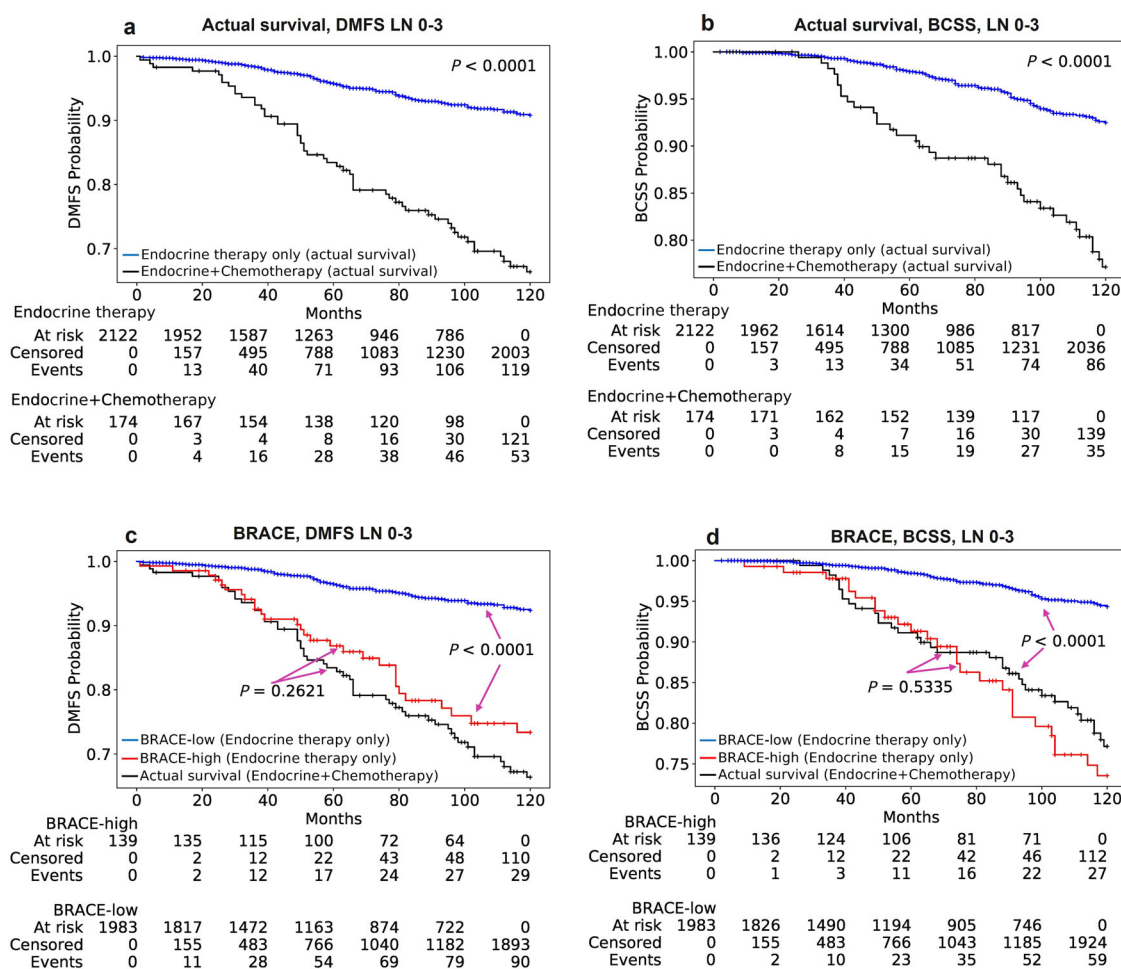 a
Actual survival, DMFS LN 0-3
1.0
0.9
0.8
0.7
DMFS Probability
P < 0.0001
Endocrine therapy only (actual survival)
Endocrine+Chemotherapy (actual survival)
0 20 40 60 80 100 120
Months
Endocrine therapy
At risk 2122 1952 1587 1263 946 786 0
Censored 0 157 495 788 1083 1230 2003
Events 0 13 40 71 93 106 119
Endocrine+Chemotherapy
At risk 174 167 154 138 120 98 0
Censored 0 3 4 8 16 30 121
Events 0 4 16 28 38 46 53
b
Actual survival, BCSS, LN 0-3
1.00
0.95
0.90
0.85
0.80
BCSS Probability
P < 0.0001
Endocrine therapy only (actual survival)
Endocrine+Chemotherapy (actual survival)
0 20 40 60 80 100 120
Months
Endocrine therapy
At risk 2122 1962 1614 1300 986 817 0
Censored 0 157 495 788 1085 1231 2036
Events 0 3 13 34 51 74 86
Endocrine+Chemotherapy
At risk 174 171 162 152 139 117 0
Censored 0 3 4 7 16 30 139
Events 0 0 8 15 19 27 35
c
BRACE, DMFS LN 0-3
1.0
0.9
0.8
0.7
DMFS Probability
P < 0.0001
P = 0.2621
BRACE-low (Endocrine therapy only)
BRACE-high (Endocrine therapy only)
Actual survival (Endocrine+Chemotherapy)
0 20 40 60 80 100 120
Months
BRACE-high
At risk 139 135 115 100 72 64 0
Censored 0 2 12 22 43 48 110
Events 0 2 12 17 24 27 29
BRACE-low
At risk 1983 1817 1472 1163 874 722 0
Censored 0 155 483 766 1040 1182 1893
Events 0 11 28 54 69 79 90
d
BRACE, BCSS, LN 0-3
1.00
0.95
0.90
0.85
0.80
0.75
BCSS Probability
P < 0.0001
P = 0.5335
BRACE-low (Endocrine therapy only)
BRACE-high (Endocrine therapy only)
Actual survival (Endocrine+Chemotherapy)
0 20 40 60 80 100 120
Months
BRACE-high
At risk 139 136 124 106 81 71 0
Censored 0 2 12 22 42 46 112
Events 0 1 3 11 16 22 27
BRACE-low
At risk 1983 1826 1490 1194 905 746 0
Censored 0 155 483 766 1043 1185 1924
Events 0 2 10 23 35 52 59